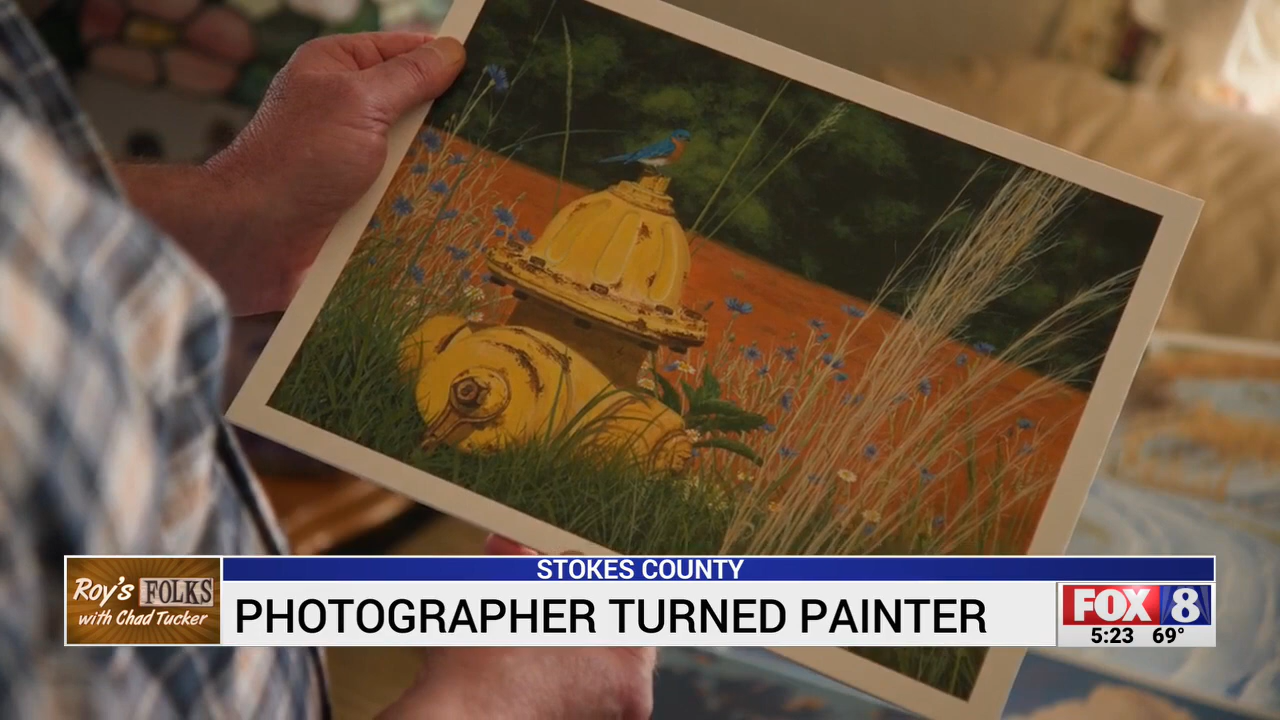 STOKES COUNTY
Roy's FOLKS
with Chad Tucker
PHOTOGRAPHER TURNED PAINTER
FOX 8
5:23 69°